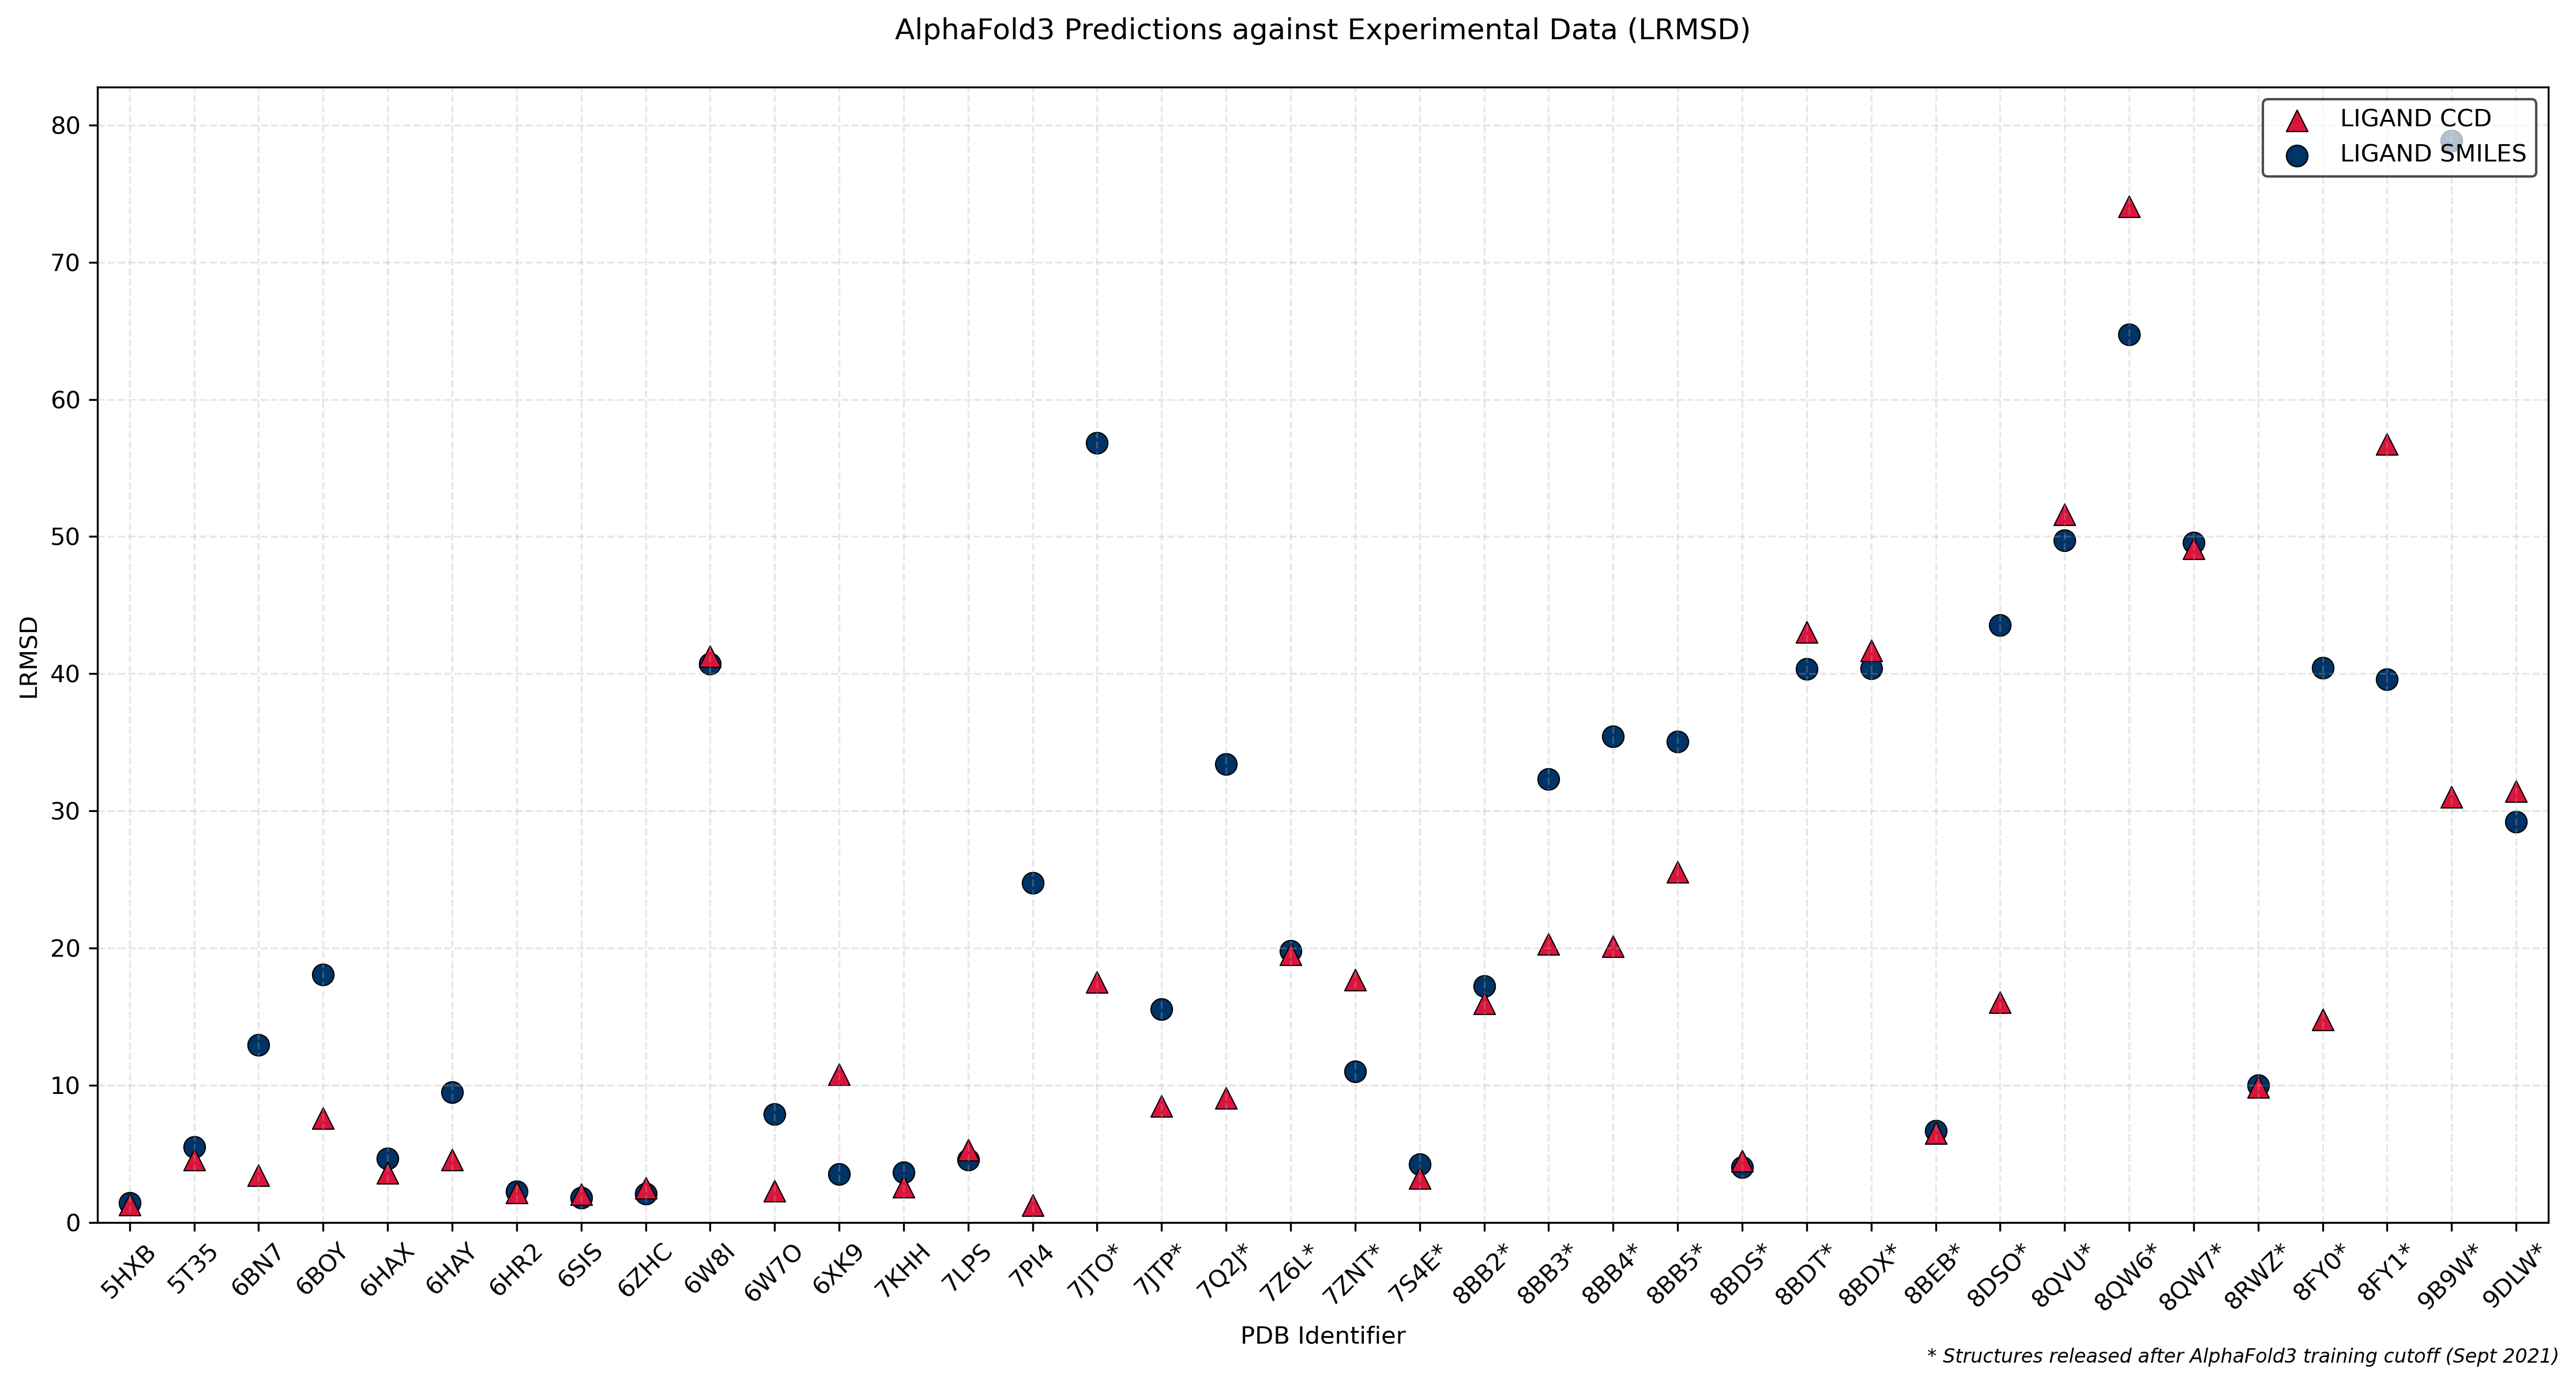 AlphaFold3 Predictions against Experimental Data (LRMSD)
LIGAND CCD
LIGAND SMILES
80
70
60
50
40
30
20
10
0
LRMSD
5HXB 5T35 6BN7 6BOY 6HAX 6HAY 6HR2 6SIS 6ZHC 6W8I 6W7O 6XK9 7KHH 7LPS 7PI4 7JTO* 7JTP* 7Q2J* 7Z6L* 7ZNT* 7S4E* 8BB2* 8BB3* 8BB4* 8BB5* 8BDS* 8BDT* 8BDX* 8BEB* 8DSO* 8QVU* 8QW6* 8QW7* 8RWZ* 8FY0* 8FY1* 9B9W* 9DLW*
PDB Identifier
* Structures released after AlphaFold3 training cutoff (Sept 2021)